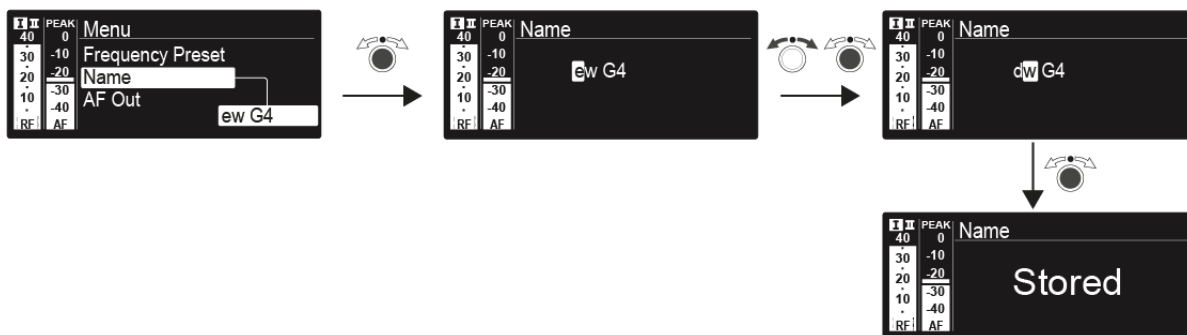 I II PEAK Menu
40 0
30 -10 Frequency Preset
20 -20 Name
10 -30 AF Out
-40 ew G4
RF AF
I II PEAK Name
40 0
30 -10
20 -20 ew G4
10 -30
-40
RF AF
I II PEAK Name
40 0
30 -10
20 -20 dw G4
10 -30
-40
RF AF
I II PEAK Name
40 0
30 -10
20 -20 Stored
10 -30
-40
RF AF